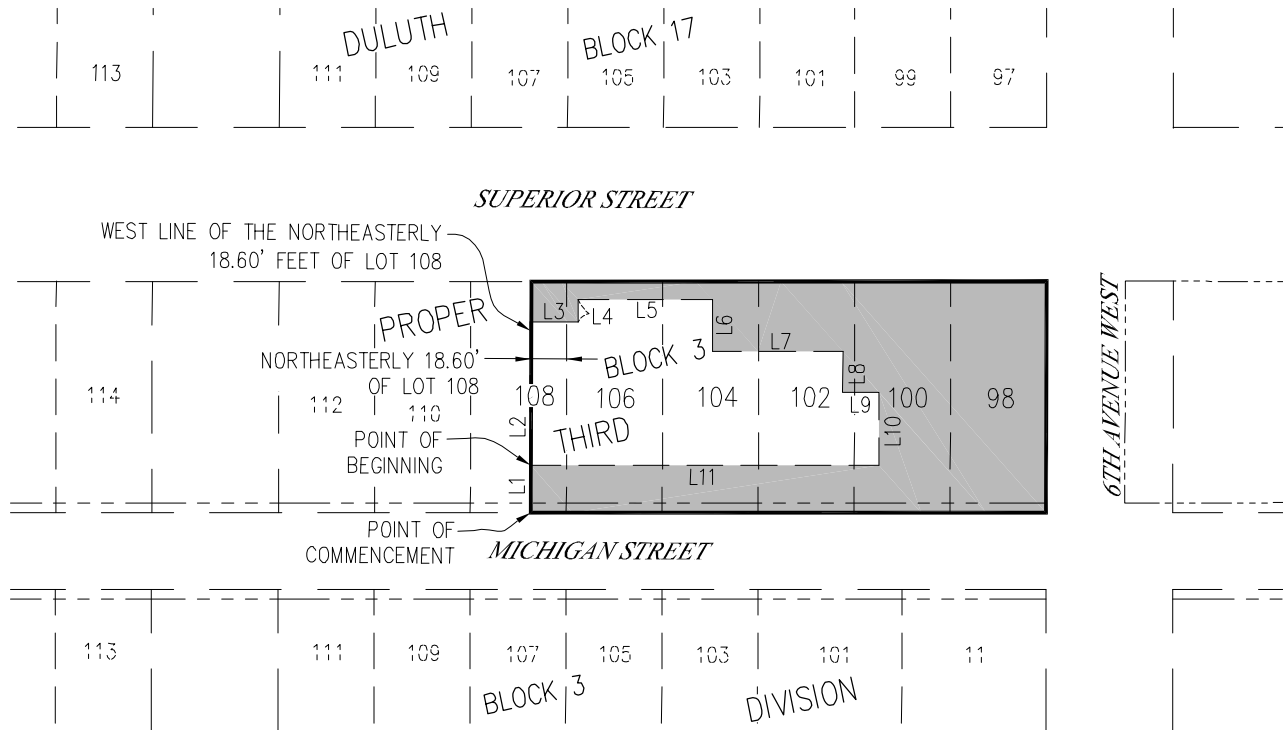 DULUTH
BLOCK 17
113
111
109
107
105
103
101
99
97
SUPERIOR STREET
WEST LINE OF THE NORTHEASTERLY
18.60' FEET OF LOT 108
PROPER
L3
L4
L5
L6
L7
L8
L9
L10
NORTHEASTERLY 18.60'
OF LOT 108
BLOCK 3
114
112
110
108
106
104
102
100
98
6TH AVENUE WEST
L2
THIRD
POINT OF
BEGINNING
L1
L11
POINT OF
COMMENCEMENT
MICHIGAN STREET
113
111
109
107
105
103
101
11
BLOCK 3
DIVISION